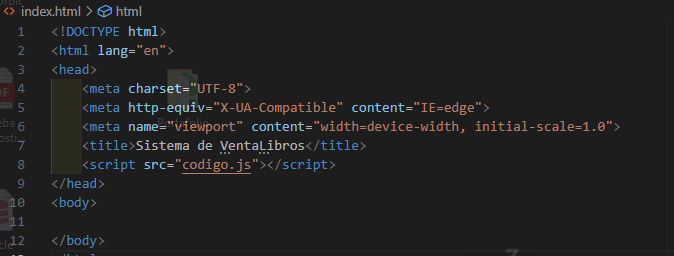 index.html > html
1 <!DOCTYPE html>
2 <html lang="en">
3 <head>
4 <meta charset="UTF-8">
5 <meta http-equiv="X-UA-Compatible" content="IE=edge">
6 <meta name="viewport" content="width=device-width, initial-scale=1.0">
7 <title>Sistema de VentaLibros</title>
8 <script src="codigo.js"></script>
9 </head>
10 <body>
11
12 </body>